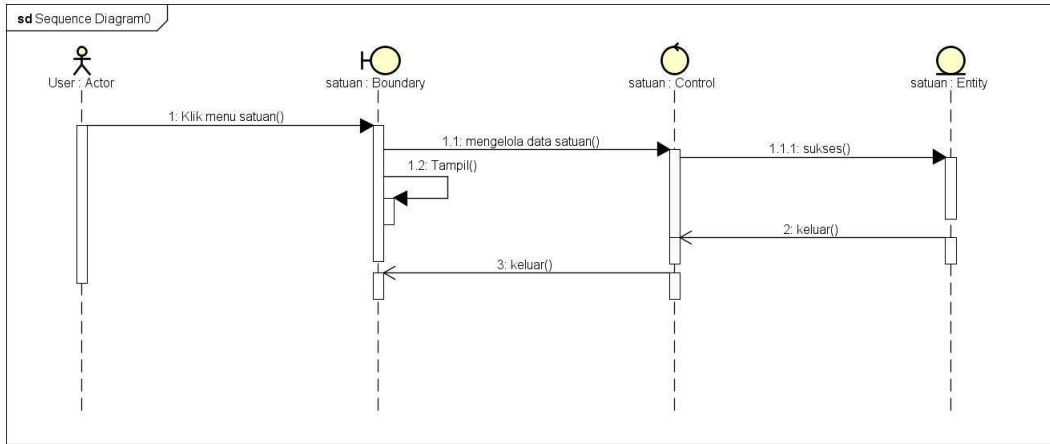 sd Sequence Diagram0
User : Actor
satuan : Boundary
satuan : Control
satuan : Entity
1: Klik menu satuan()
1.1: mengelola data satuan()
1.1.1: sukses()
1.2: Tampil()
2: keluar()
3: keluar()